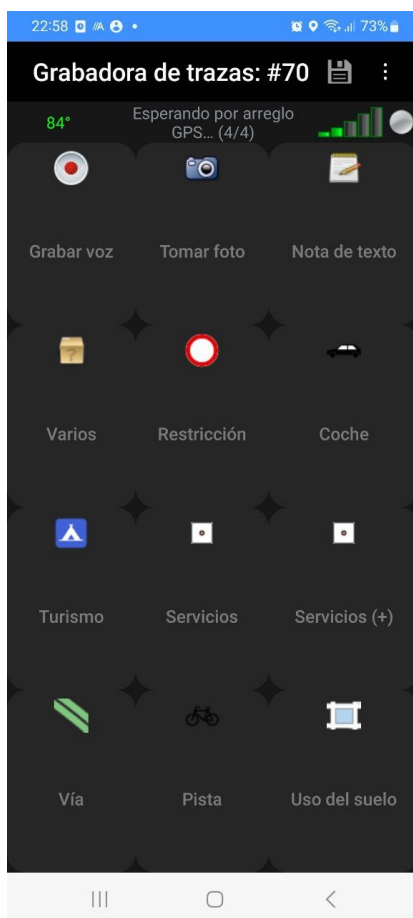 22:58 73%
Grabadora de trazas: #70
84° Esperando por arreglo
GPS... (4/4)
Grabar voz Tomar foto Nota de texto
Varios Restricción Coche
Turismo Servicios Servicios (+)
Vía Pista Uso del suelo